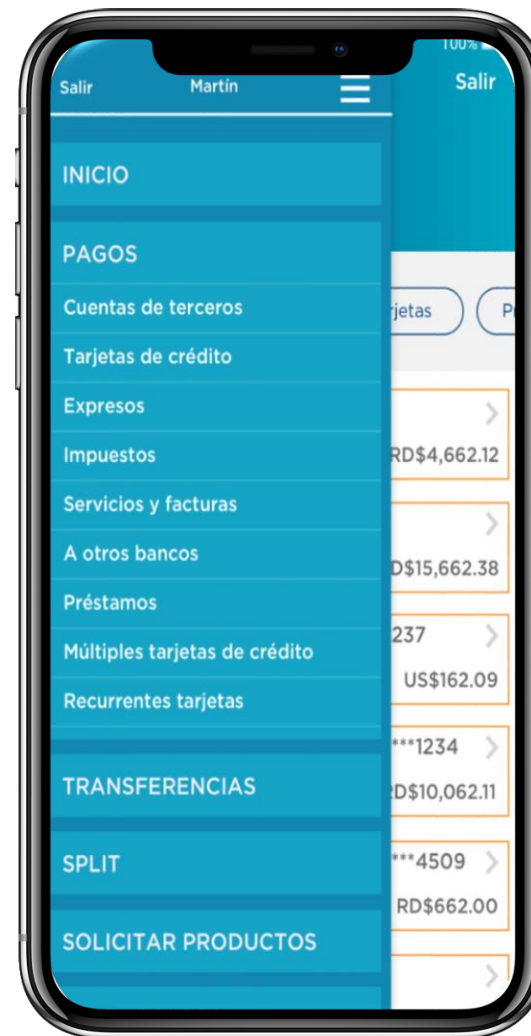 100%
Salir Martín Salir
INICIO
PAGOS
Cuentas de terceros
rjetas P
Tarjetas de crédito
Expresos
Impuestos RD$4,662.12
Servicios y facturas
A otros bancos D$15,662.38
Préstamos
237
Múltiples tarjetas de crédito
US$162.09
Recurrentes tarjetas
***1234
TRANSFERENCIAS D$10,062.11
SPLIT ***4509
RD$662.00
SOLICITAR PRODUCTOS